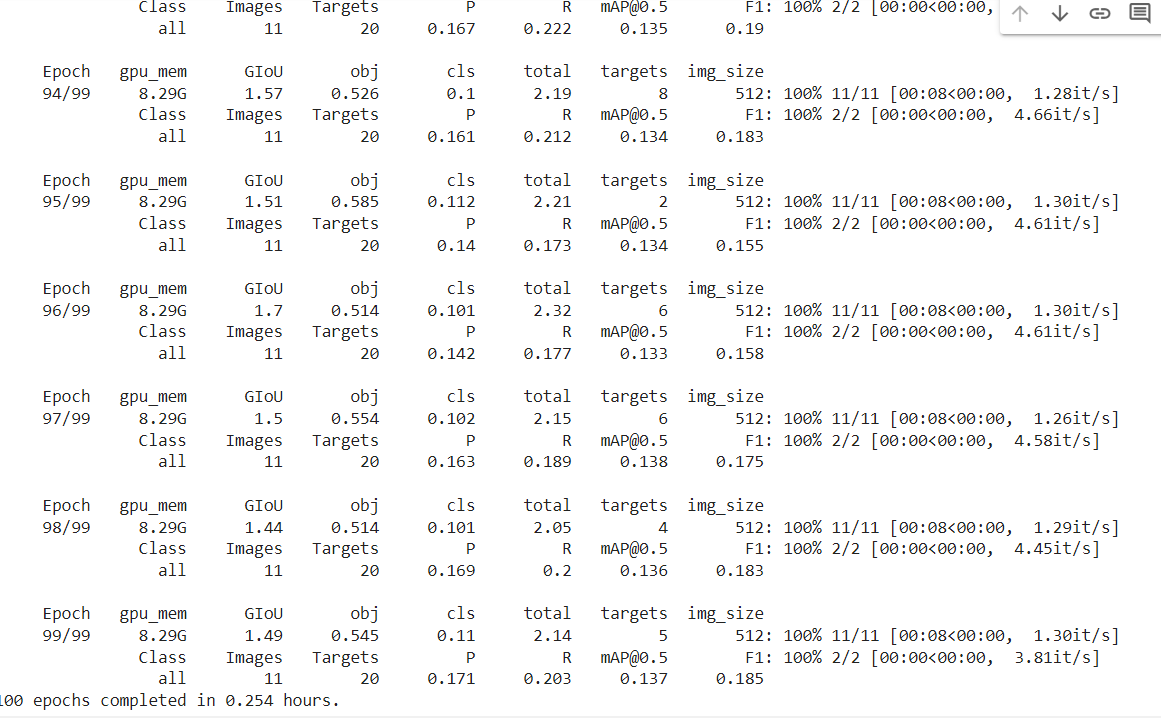 Class Images Targets P R mAP@0.5 F1: 100% 2/2 [00:00<00:00,
all 11 20 0.167 0.222 0.135 0.19
Epoch gpu_mem GIoU obj cls total targets img_size
94/99 8.29G 1.57 0.526 0.1 2.19 8 512: 100% 11/11 [00:08<00:00, 1.28it/s]
Class Images Targets P R mAP@0.5 F1: 100% 2/2 [00:00<00:00, 4.66it/s]
all 11 20 0.161 0.212 0.134 0.183
Epoch gpu_mem GIoU obj cls total targets img_size
95/99 8.29G 1.51 0.585 0.112 2.21 2 512: 100% 11/11 [00:08<00:00, 1.30it/s]
Class Images Targets P R mAP@0.5 F1: 100% 2/2 [00:00<00:00, 4.61it/s]
all 11 20 0.14 0.173 0.134 0.155
Epoch gpu_mem GIoU obj cls total targets img_size
96/99 8.29G 1.7 0.514 0.101 2.32 6 512: 100% 11/11 [00:08<00:00, 1.30it/s]
Class Images Targets P R mAP@0.5 F1: 100% 2/2 [00:00<00:00, 4.61it/s]
all 11 20 0.142 0.177 0.133 0.158
Epoch gpu_mem GIoU obj cls total targets img_size
97/99 8.29G 1.5 0.554 0.102 2.15 6 512: 100% 11/11 [00:08<00:00, 1.26it/s]
Class Images Targets P R mAP@0.5 F1: 100% 2/2 [00:00<00:00, 4.58it/s]
all 11 20 0.163 0.189 0.138 0.175
Epoch gpu_mem GIoU obj cls total targets img_size
98/99 8.29G 1.44 0.514 0.101 2.05 4 512: 100% 11/11 [00:08<00:00, 1.29it/s]
Class Images Targets P R mAP@0.5 F1: 100% 2/2 [00:00<00:00, 4.45it/s]
all 11 20 0.169 0.2 0.136 0.183
Epoch gpu_mem GIoU obj cls total targets img_size
99/99 8.29G 1.49 0.545 0.11 2.14 5 512: 100% 11/11 [00:08<00:00, 1.30it/s]
Class Images Targets P R mAP@0.5 F1: 100% 2/2 [00:00<00:00, 3.81it/s]
all 11 20 0.171 0.203 0.137 0.185
100 epochs completed in 0.254 hours.